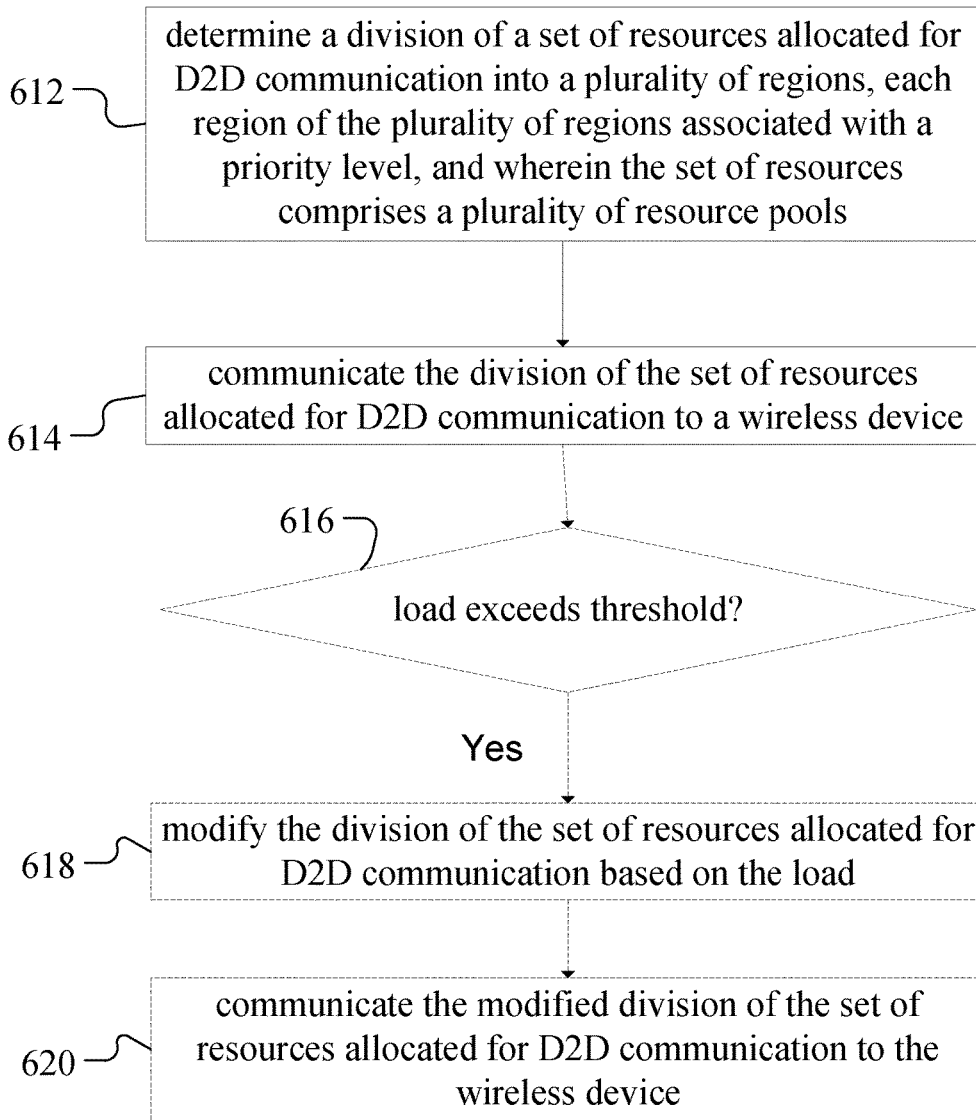 determine a division of a set of resources allocated for
D2D communication into a plurality of regions, each
region of the plurality of regions associated with a
priority level, and wherein the set of resources
comprises a plurality of resource pools
612
communicate the division of the set of resources
allocated for D2D communication to a wireless device
614
616
load exceeds threshold?
Yes
modify the division of the set of resources allocated for
D2D communication based on the load
618
communicate the modified division of the set of
resources allocated for D2D communication to the
wireless device
620